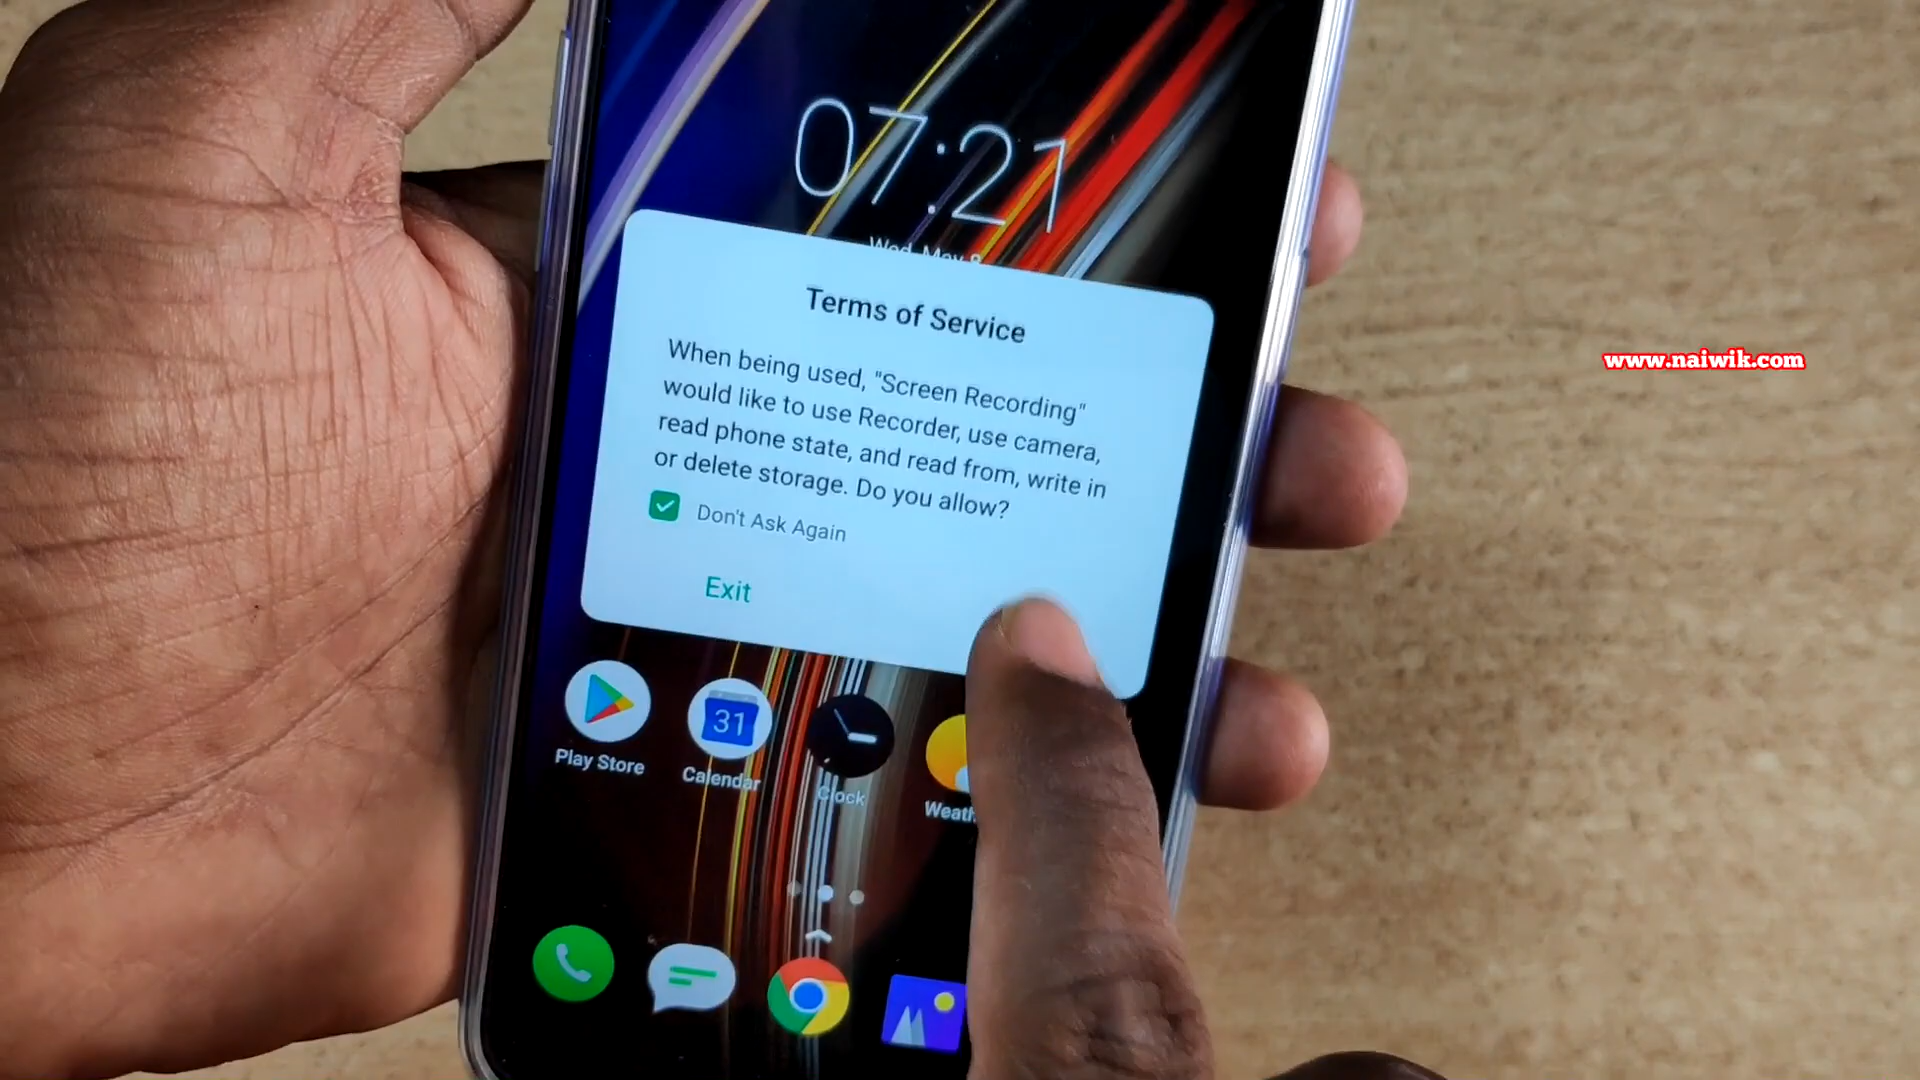 07:21
Wed, May 8
Terms of Service
When being used, "Screen Recording"
would like to use Recorder, use camera,
read phone state, and read from, write in
or delete storage. Do you allow?
Don't Ask Again
Exit
www.naiwik.com
Play Store
31
Calendar
Clock